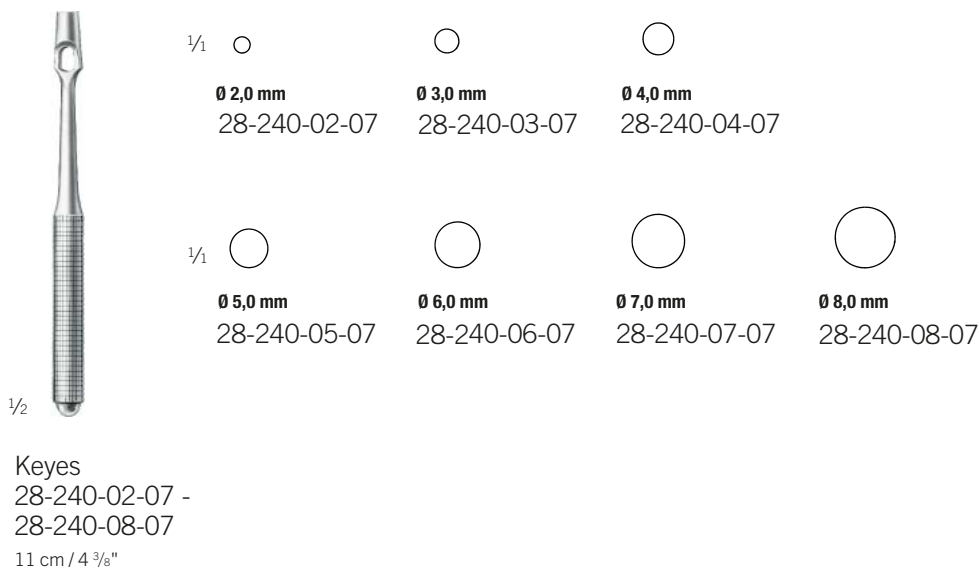 1/1
Ø 2,0 mm Ø 3,0 mm Ø 4,0 mm
28-240-02-07 28-240-03-07 28-240-04-07
1/1
Ø 5,0 mm Ø 6,0 mm Ø 7,0 mm Ø 8,0 mm
28-240-05-07 28-240-06-07 28-240-07-07 28-240-08-07
1/2
Keyes
28-240-02-07 -
28-240-08-07
11 cm / 4 3/8"